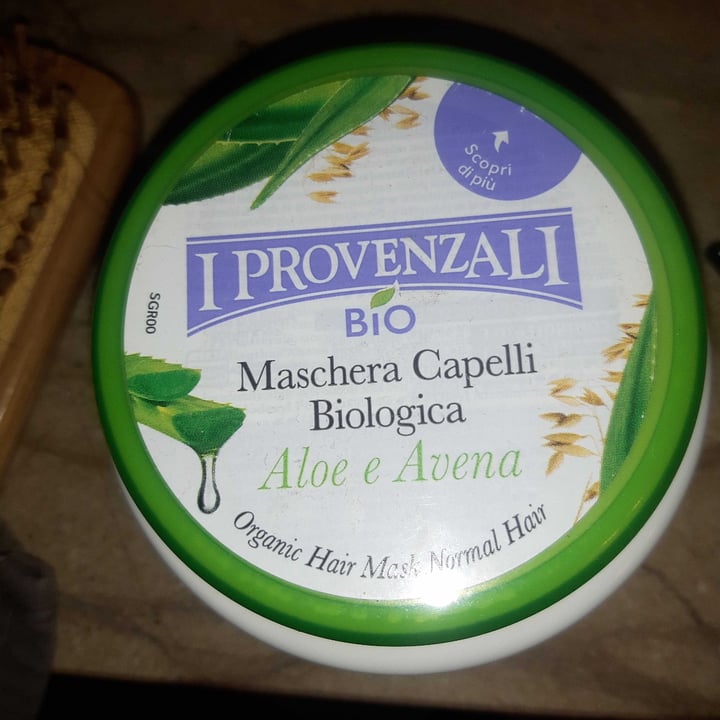 Scopri
di più
I PROVENZALI
BiO
SGR00
Maschera Capelli
Biologica
Aloe e Avena
Organic Hair Mask Normal Hair